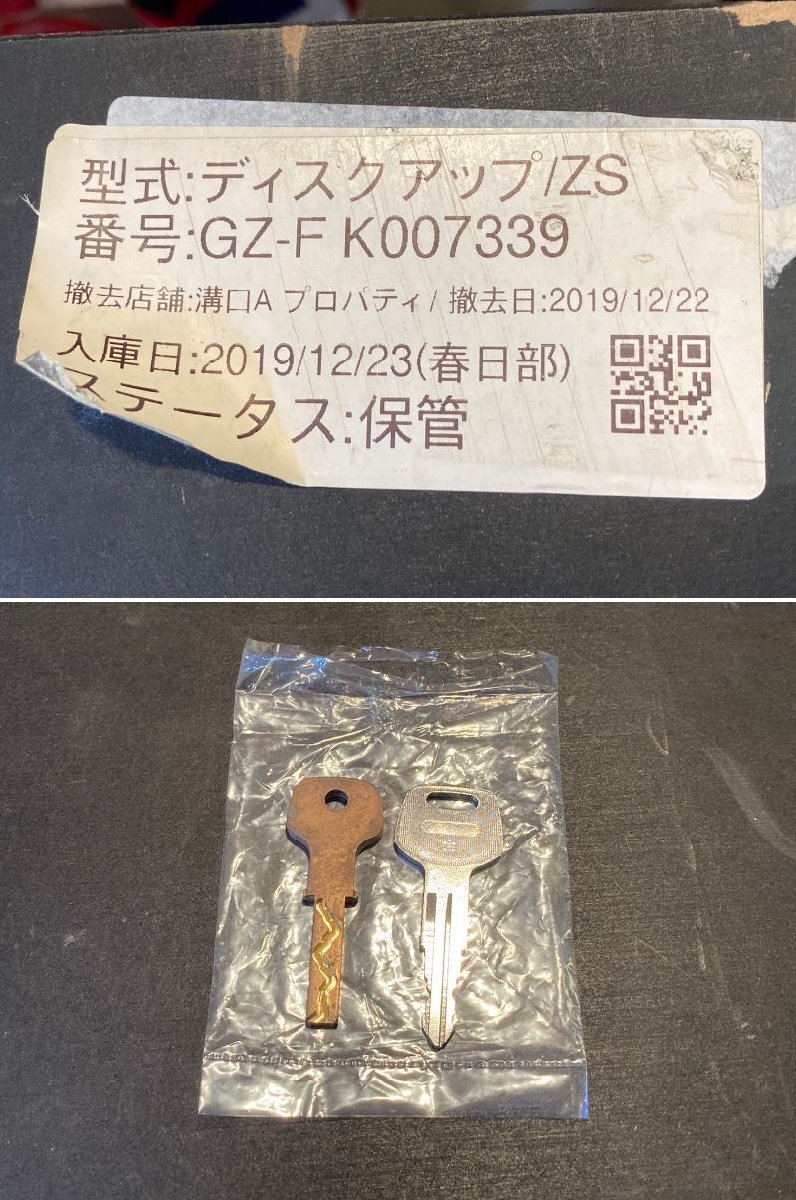 型式:ディスクアップ/ZS
番号:GZ-F K007339
撤去店舗:溝口A プロパティ/ 撤去日:2019/12/22
入庫日:2019/12/23(春日部)
ステータス:保管